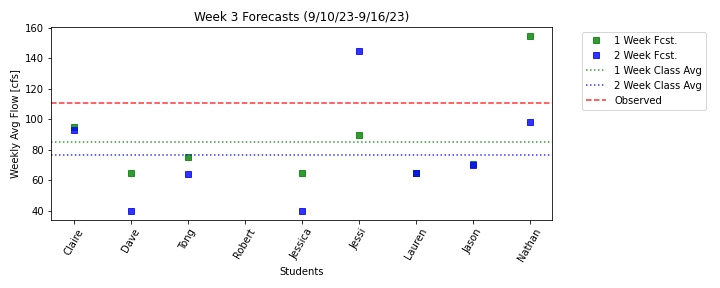 Week 3 Forecasts (9/10/23-9/16/23)
Weekly Avg Flow [cfs]
160
140
120
100
80
60
40
Claire
Dave
Tong
Robert
Jessica
Jessi
Lauren
Jason
Nathan
Students
1 Week Fcst.
2 Week Fcst.
1 Week Class Avg
2 Week Class Avg
Observed